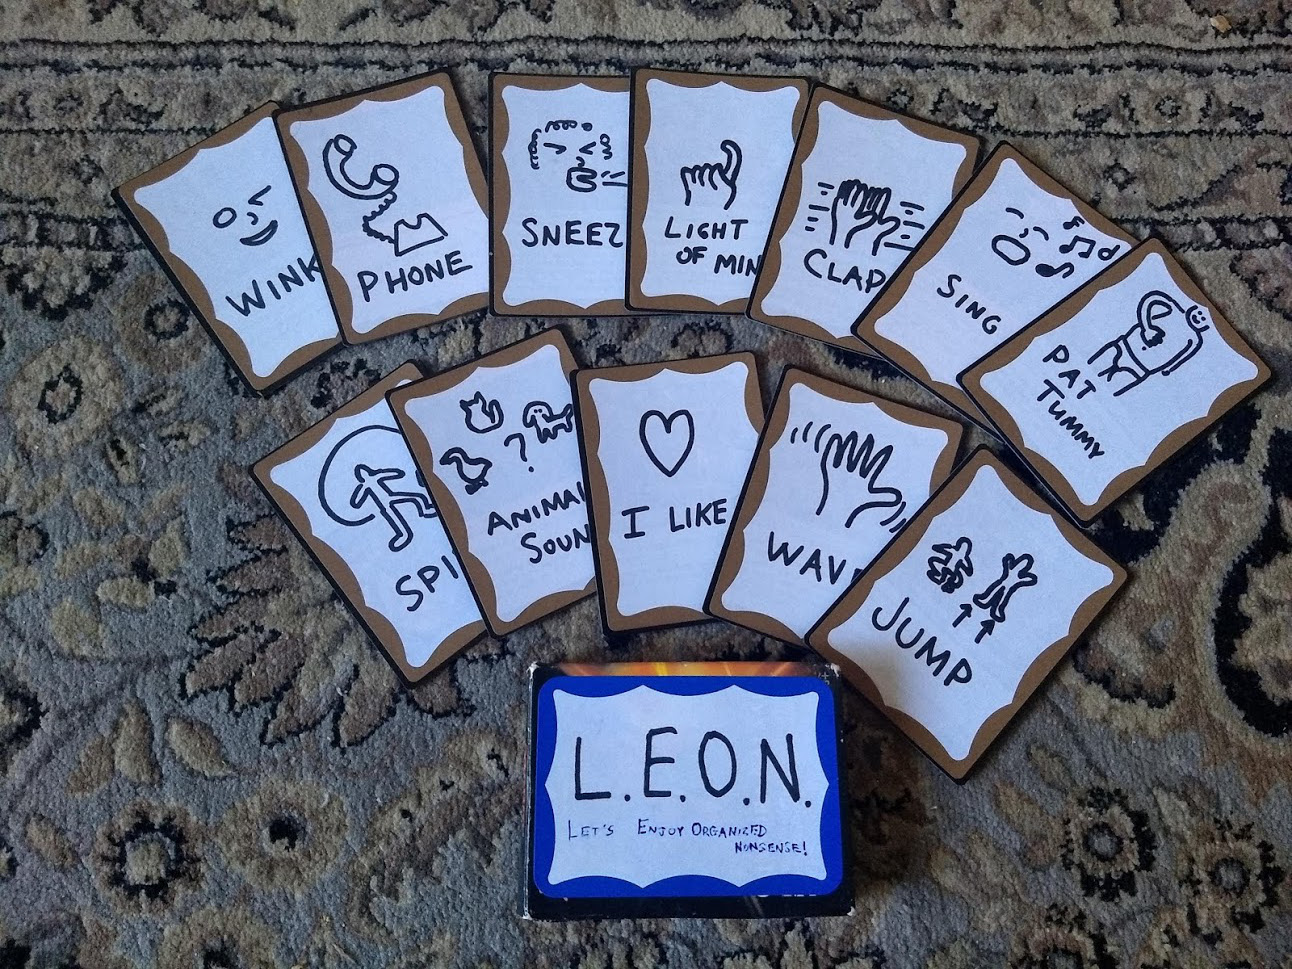 WINK
PHONE
SNEEZ
LIGHT
OF MIN
CLAP
SING
PAT
TUMMY
SPI
ANIMA
SOUN
?
I LIKE
WAV
JUMP
L.E.O.N.
LET'S ENJOY ORGANIZED
NONSENSE!